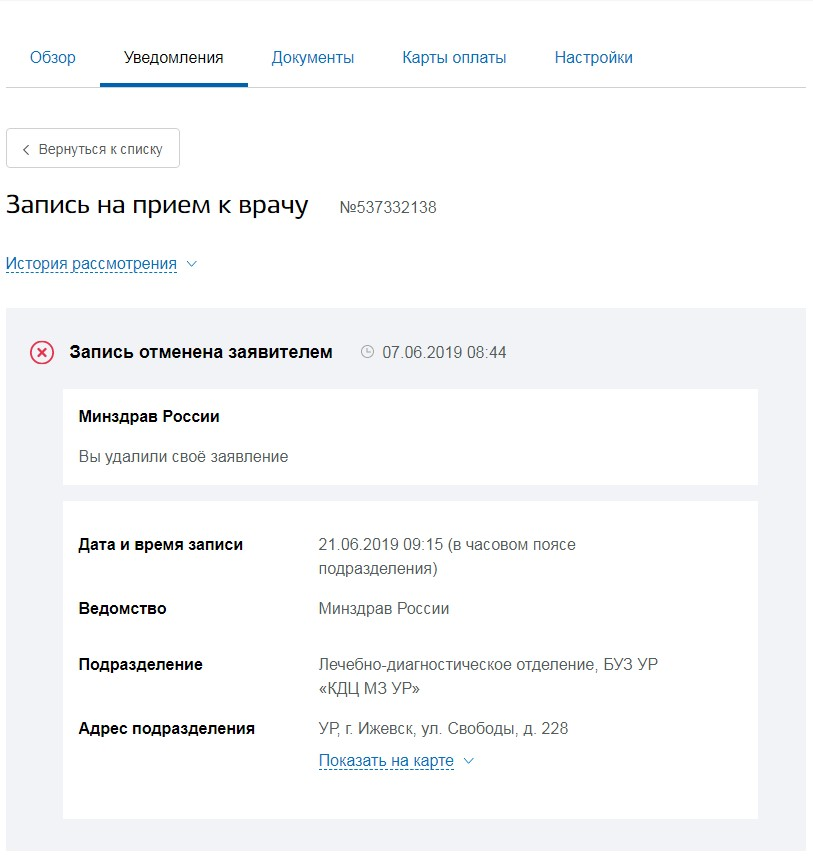 Обзор Уведомления Документы Карты оплаты Настройки
Вернуться к списку
Запись на прием к врачу №537332138
История рассмотрения
Запись отменена заявителем 07.06.2019 08:44
Минздрав России
Вы удалили своё заявление
Дата и время записи 21.06.2019 09:15 (в часовом поясе
подразделения)
Ведомство Минздрав России
Подразделение Лечебно-диагностическое отделение, БУЗ УР
«КДЦ МЗ УР»
Адрес подразделения УР, г. Ижевск, ул. Свободы, д. 228
Показать на карте